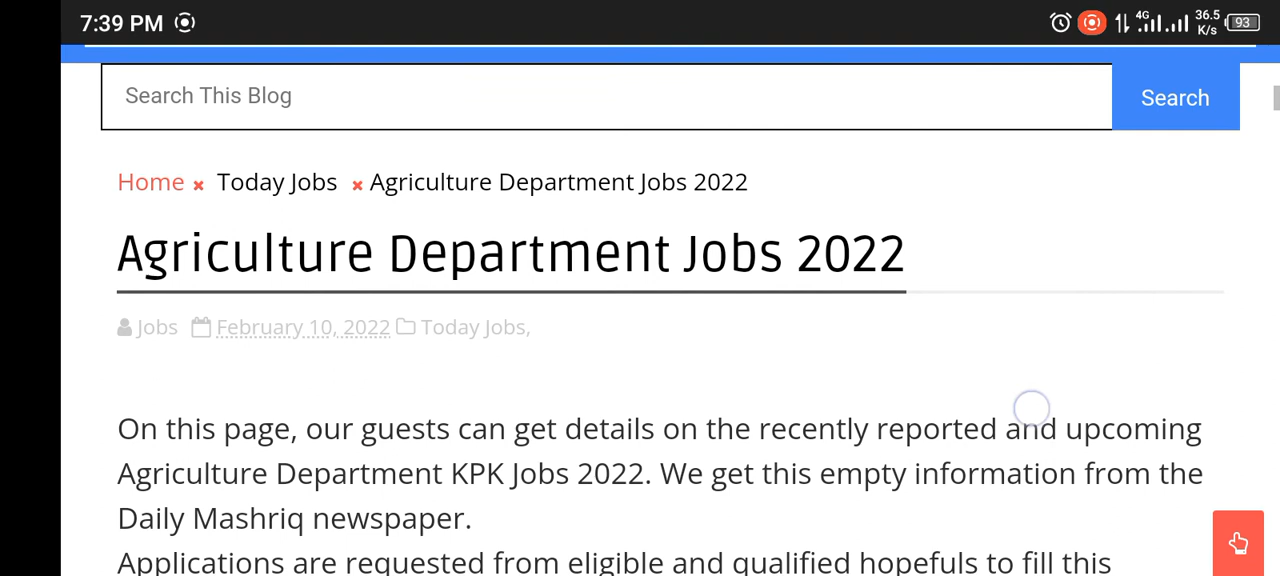 7:39 PM 4G 36.5 K/s 93
Search This Blog Search
Home Today Jobs Agriculture Department Jobs 2022
Agriculture Department Jobs 2022
Jobs February 10, 2022 Today Jobs,
On this page, our guests can get details on the recently reported and upcoming
Agriculture Department KPK Jobs 2022. We get this empty information from the
Daily Mashriq newspaper.
Applications are requested from eligible and qualified hopefuls to fill this